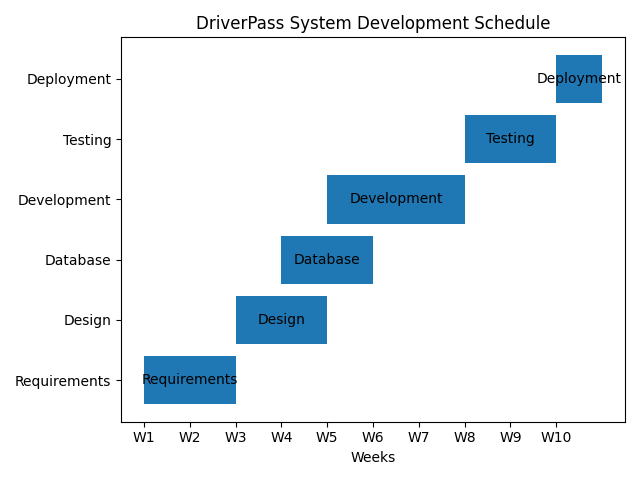 DriverPass System Development Schedule
Deployment
Deployment
Testing
Testing
Development
Development
Database
Database
Design
Design
Requirements
Requirements
W1 W2 W3 W4 W5 W6 W7 W8 W9 W10
Weeks